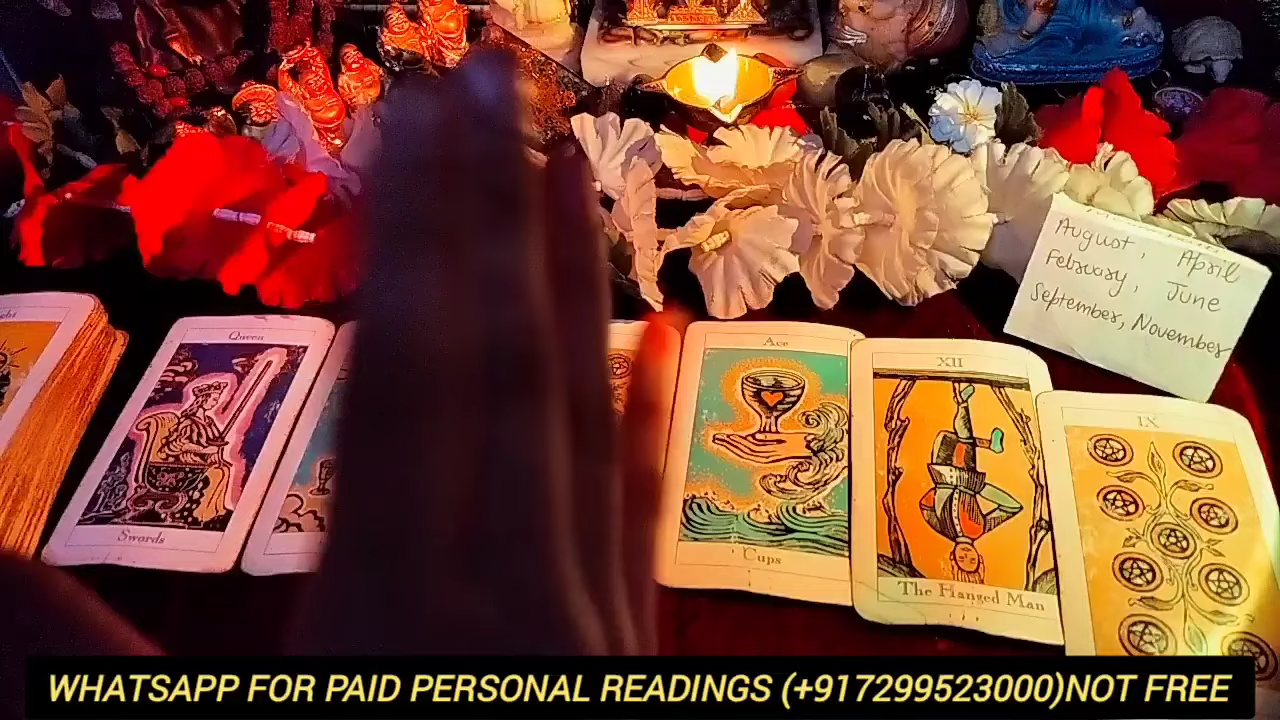 August, April
February, June
September, November
Queen
Swords
Ace
Cups
XII
The Hanged Man
IX
WHATSAPP FOR PAID PERSONAL READINGS (+917299523000)NOT FREE